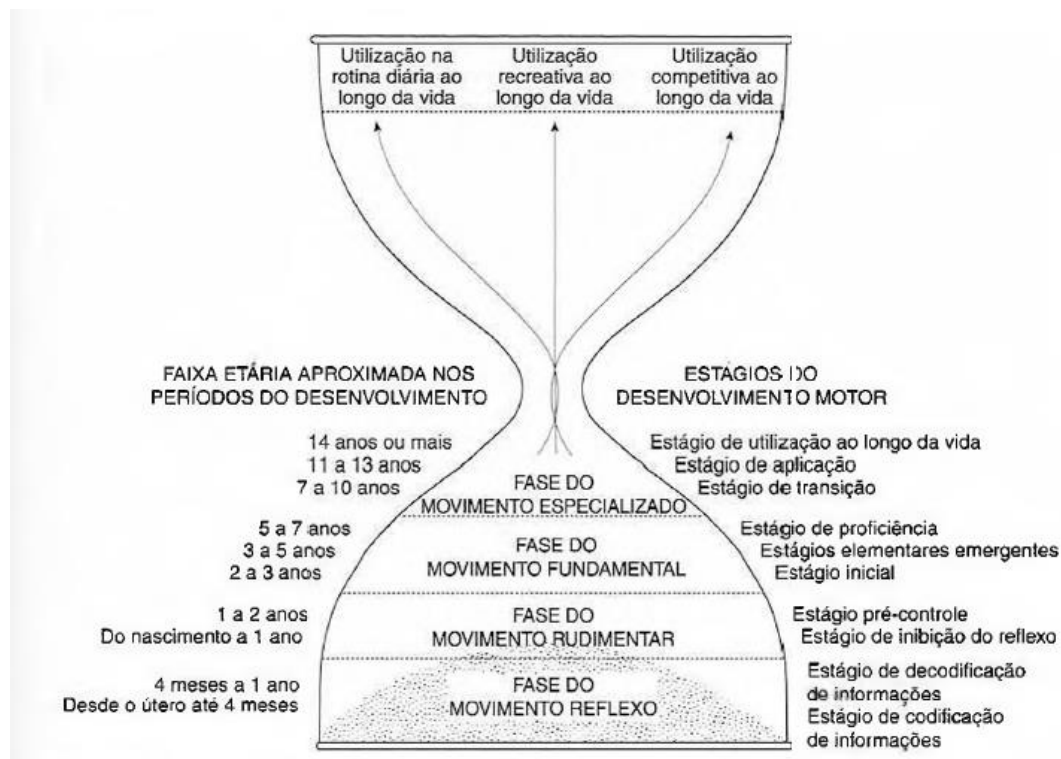 Utilização na rotina diária ao longo da vida
Utilização recreativa ao longo da vida
Utilização competitiva ao longo da vida
FAIXA ETÁRIA APROXIMADA NOS
PERÍODOS DO DESENVOLVIMENTO
ESTÁGIOS DO
DESENVOLVIMENTO MOTOR
14 anos ou mais
11 a 13 anos
7 a 10 anos
FASE DO
MOVIMENTO ESPECIALIZADO
Estágio de utilização ao longo da vida
Estágio de aplicação
Estágio de transição
5 a 7 anos
3 a 5 anos
2 a 3 anos
FASE DO
MOVIMENTO FUNDAMENTAL
Estágio de proficiência
Estágios elementares emergentes
Estágio inicial
1 a 2 anos
Do nascimento a 1 ano
FASE DO
MOVIMENTO RUDIMENTAR
Estágio pré-controle
Estágio de inibição do reflexo
4 meses a 1 ano
Desde o útero até 4 meses
FASE DO
MOVIMENTO REFLEXO
Estágio de decodificação
de informações
Estágio de codificação
de informações